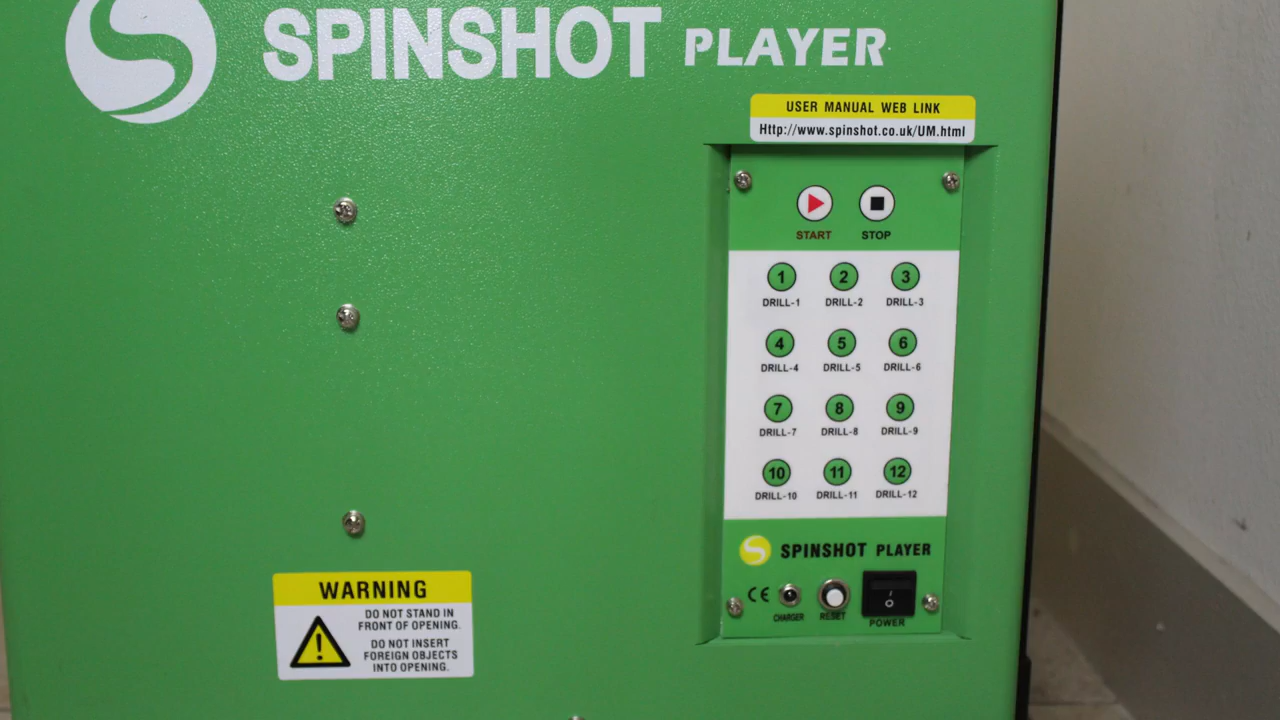 SPINSHOT PLAYER
USER MANUAL WEB LINK
Http://www.spinshot.co.uk/UM.html
START STOP
1 2 3
DRILL-1 DRILL-2 DRILL-3
4 5 6
DRILL-4 DRILL-5 DRILL-6
7 8 9
DRILL-7 DRILL-8 DRILL-9
10 11 12
DRILL-10 DRILL-11 DRILL-12
SPINSHOT PLAYER
CE
CHARGER RESET POWER
I
O
WARNING
DO NOT STAND IN
FRONT OF OPENING.
DO NOT INSERT
FOREIGN OBJECTS
INTO OPENING.